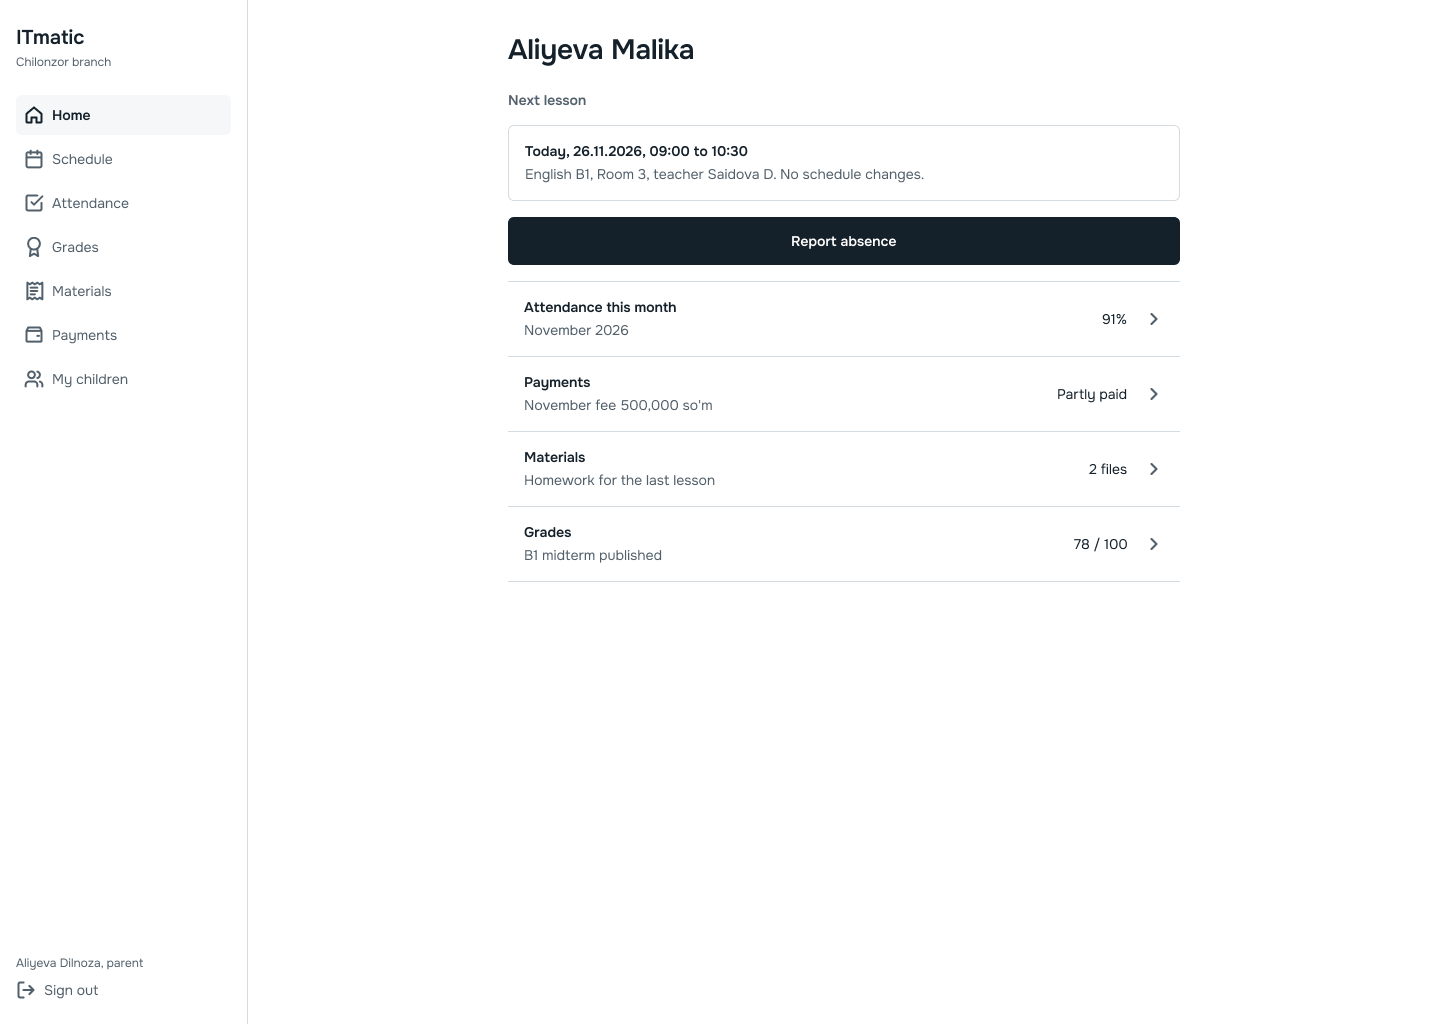 ITmatic
Chilonzor branch
Home
Schedule
Attendance
Grades
Materials
Payments
My children
Aliyeva Dilnoza, parent
Sign out
Aliyeva Malika
Next lesson
Today, 26.11.2026, 09:00 to 10:30
English B1, Room 3, teacher Saidova D. No schedule changes.
Report absence
Attendance this month
November 2026
91%
Payments
November fee 500,000 so'm
Partly paid
Materials
Homework for the last lesson
2 files
Grades
B1 midterm published
78 / 100